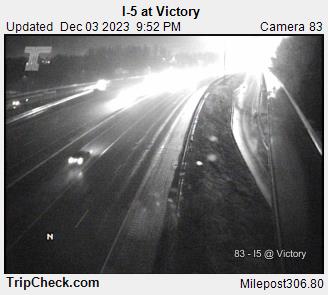 I-5 at Victory
Updated Dec 03 2023 9:52 PM Camera 83
T
N
83 - I5 @ Victory
TripCheck.com Milepost306.80